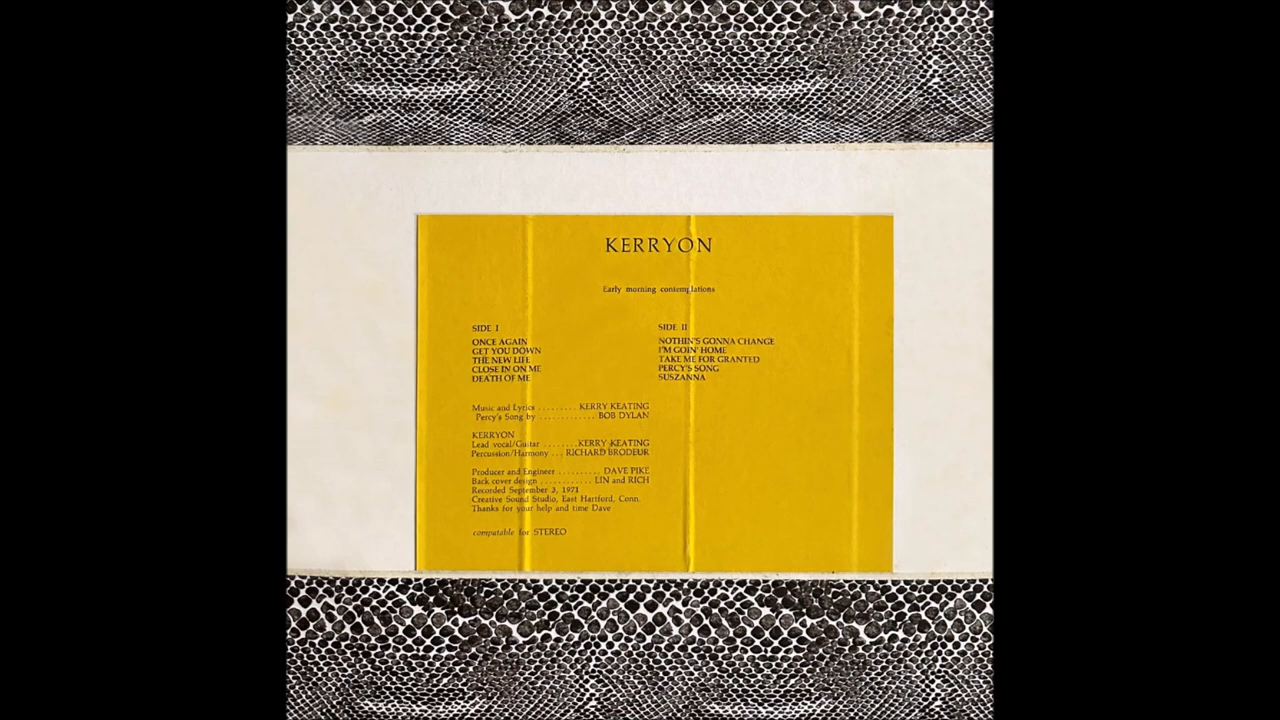 KERRYON
Early morning contemplations
SIDE I
ONCE AGAIN
GET YOU DOWN
THE NEW LIFE
CLOSE IN ON ME
DEATH OF ME
SIDE II
NOTHIN'S GONNA CHANGE
I'M GOIN' HOME
TAKE ME FOR GRANTED
PERCY'S SONG
SUSZANNA
Music and Lyrics ......... KERRY KEATING
Percy's Song by ............ BOB DYLAN
KERRYON
Lead vocal/Guitar ........ KERRY KEATING
Percussion/Harmony ... RICHARD BRODEUR
Producer and Engineer .......... DAVE PIKE
Back cover design ............ LIN and RICH
Recorded September 3, 1971
Creative Sound Studio, East Hartford, Conn.
Thanks for your help and time Dave
computable for STEREO